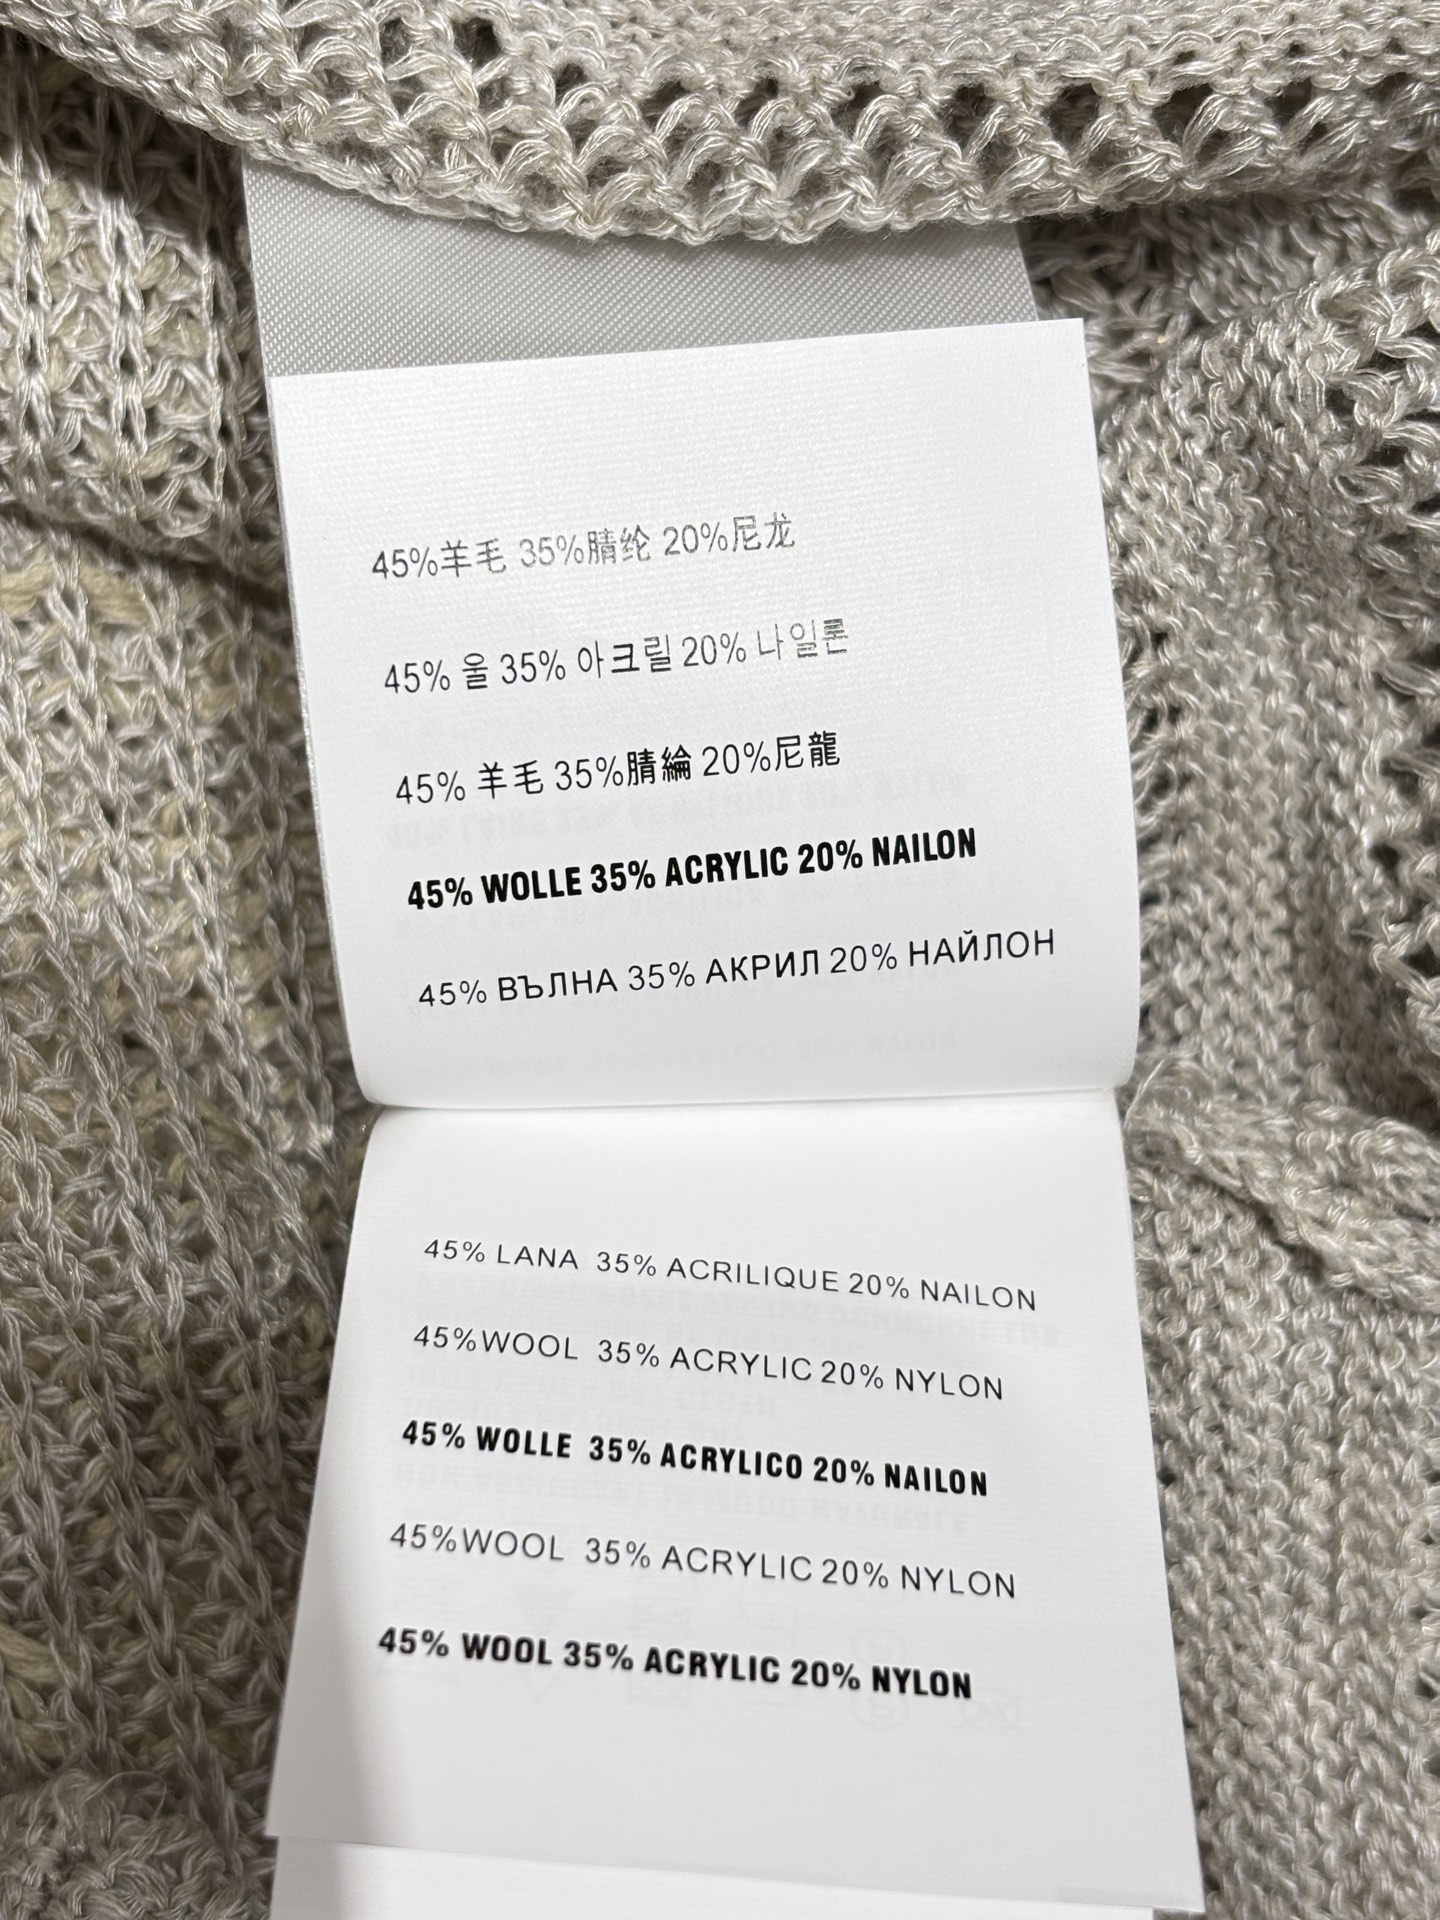 45%羊毛 35%腈纶 20%尼龙
45% 울 35% 아크릴 20% 나일론
45% 羊毛 35%腈綸 20%尼龍
45% WOLLE 35% ACRYLIC 20% NAILON
45% ВЪЛНА 35% АКРИЛ 20% НАЙЛОН
45% LANA 35% ACRILIQUE 20% NAILON
45%WOOL 35% ACRYLIC 20% NYLON
45% WOLLE 35% ACRYLICO 20% NAILON
45%WOOL 35% ACRYLIC 20% NYLON
45% WOOL 35% ACRYLIC 20% NYLON